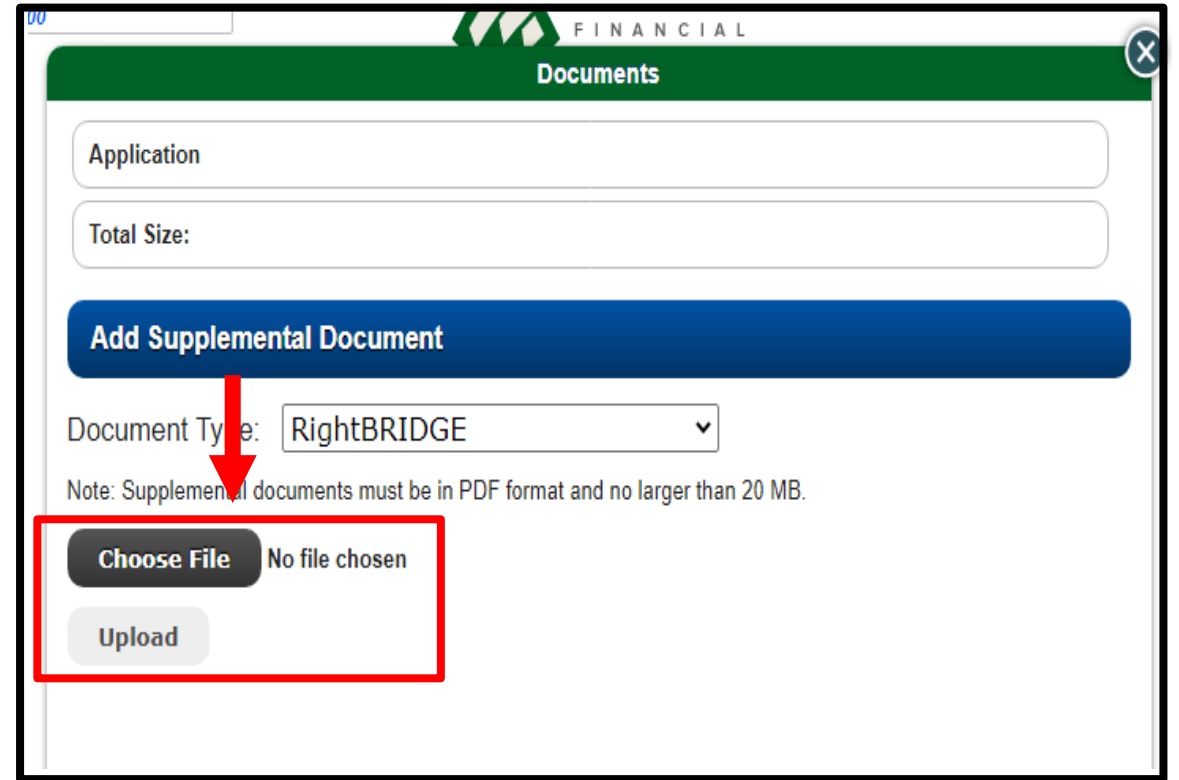 00
FINANCIAL
Documents
Application
Total Size:
Add Supplemental Document
Document Type: RightBRIDGE
Note: Supplemental documents must be in PDF format and no larger than 20 MB.
Choose File No file chosen
Upload